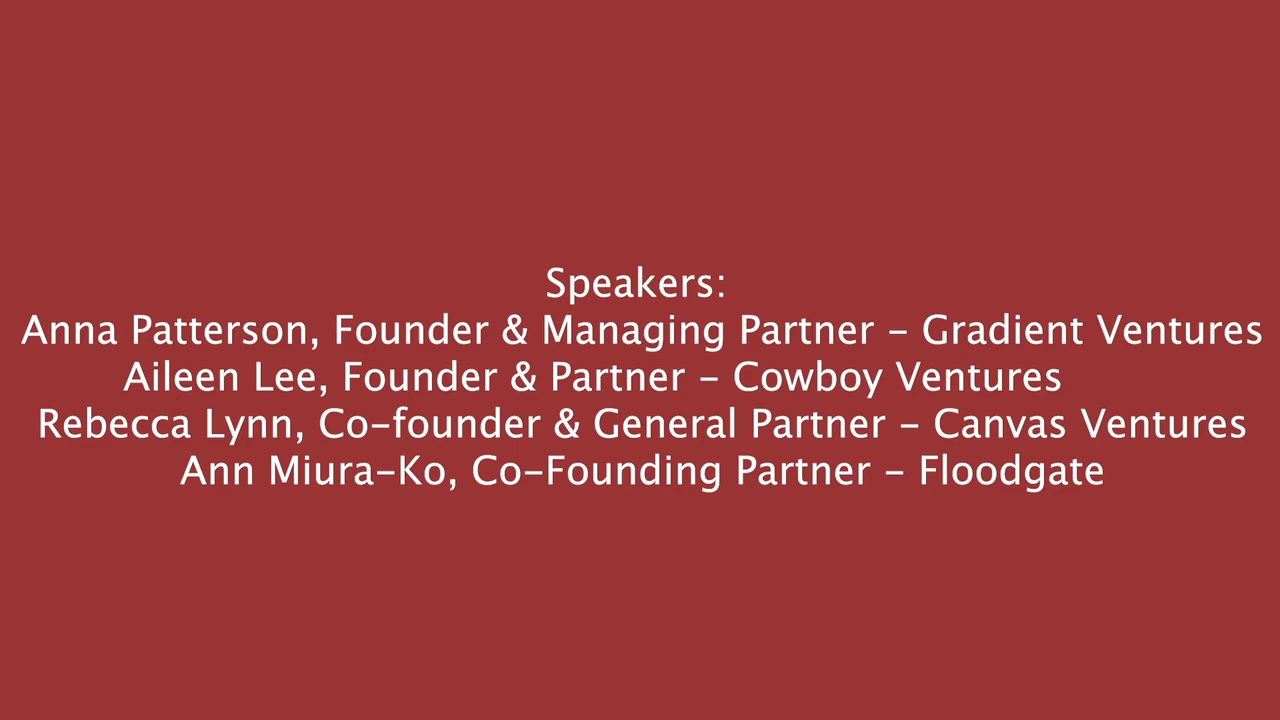 Speakers:
Anna Patterson, Founder & Managing Partner – Gradient Ventures
Aileen Lee, Founder & Partner – Cowboy Ventures
Rebecca Lynn, Co–founder & General Partner – Canvas Ventures
Ann Miura–Ko, Co–Founding Partner – Floodgate